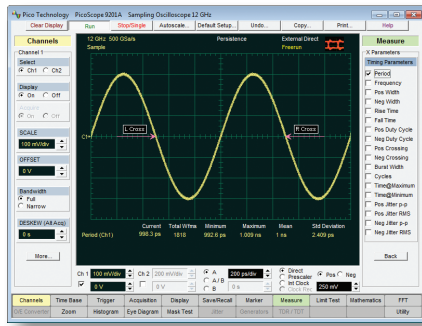 Pico Technology PicoScope 9201A Sampling Oscilloscope 12 GHz
Clear Display Run Stop/Single Autoscale... Default Setup... Undo... Copy... Print... Help
Channels
Channel 1
Select
Ch1 Ch2
Display
On Off
Acquire
On Off
SCALE
100 mV/div
OFFSET
0 V
Bandwidth
Full
Narrow
DESKEW (All Acq)
0 s
More...
12 GHz 500 GSa/s Persistence External Direct
Sample Freerun
Ch1
L Cross R Cross
Current Total Wfms Minimum Maximum Mean Std Deviation
Period (Ch1) 998.3 ps 1818 992.6 ps 1.009 ns 1 ns 2.409 ps
Measure
X Parameters
Timing Parameters
Period
Frequency
Pos Width
Neg Width
Rise Time
Fall Time
Pos Duty Cycle
Neg Duty Cycle
Pos Crossing
Neg Crossing
Burst Width
Cycles
Time@Maximum
Time@Minimum
Pos Jitter p-p
Pos Jitter RMS
Neg Jitter p-p
Neg Jitter RMS
Back
Ch 1 100 mV/div Ch 2 200 mV/div A 200 ps/div Direct Pos Neg
A / B Prescaler
0 V 0 V B 0 s Int Clock 250 mV
Clock Rec
Channels Time Base Trigger Acquisition Display Save/Recall Marker Measure Limit Test Mathematics FFT
O/E Converter Zoom Histogram Eye Diagram Mask Test Jitter Generators TDR / TDT Utility